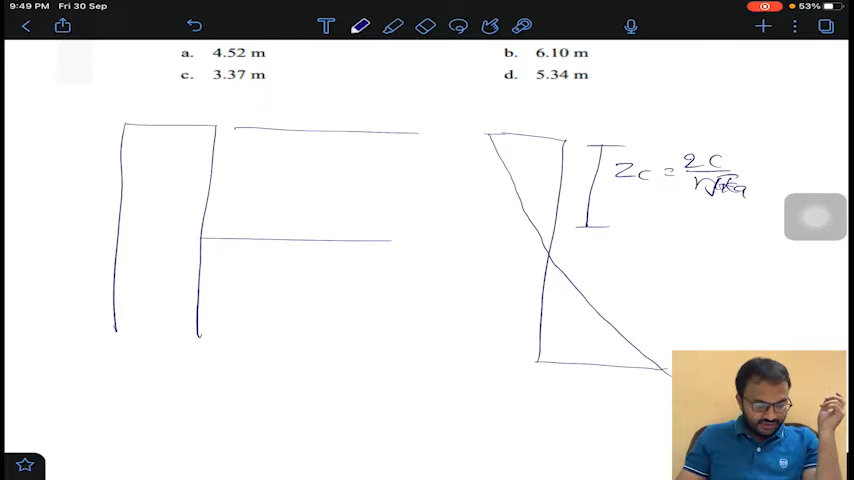 9:49 PM Fri 30 Sep
53%
T
a. 4.52 m b. 6.10 m
c. 3.37 m d. 5.34 m
Zc = 2C